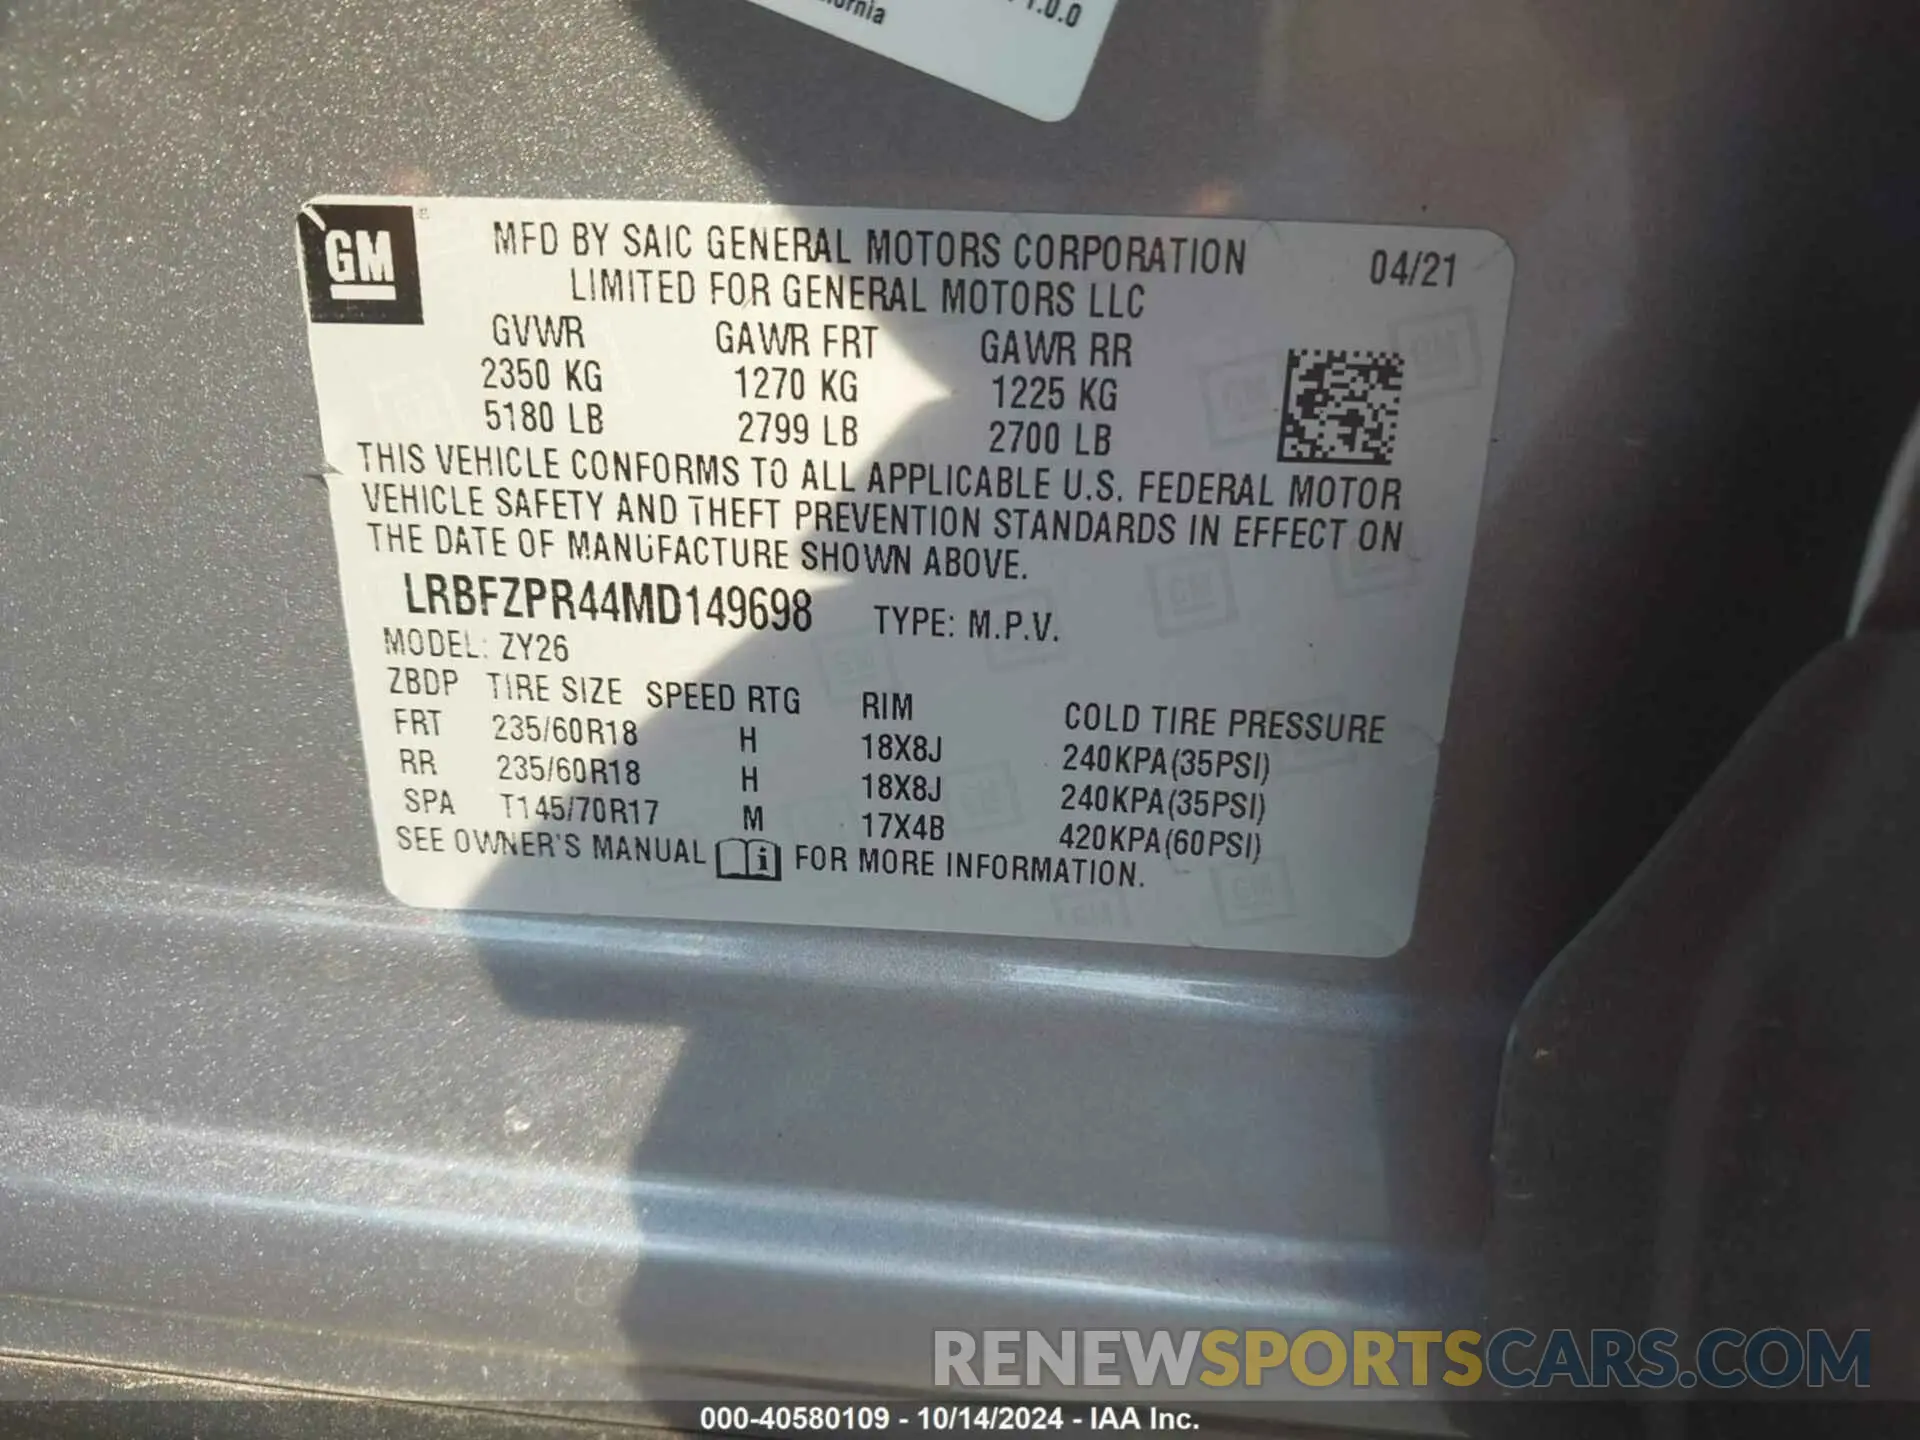 1.0.0
GM
MFD BY SAIC GENERAL MOTORS CORPORATION 04/21
LIMITED FOR GENERAL MOTORS LLC
GVWR GAWR FRT GAWR RR
2350 KG 1270 KG 1225 KG
5180 LB 2799 LB 2700 LB
THIS VEHICLE CONFORMS TO ALL APPLICABLE U.S. FEDERAL MOTOR
VEHICLE SAFETY AND THEFT PREVENTION STANDARDS IN EFFECT ON
THE DATE OF MANUFACTURE SHOWN ABOVE.
LRBFZPR44MD149698 TYPE: M.P.V.
MODEL: ZY26
ZBDP TIRE SIZE SPEED RTG RIM COLD TIRE PRESSURE
FRT 235/60R18 H 18X8J 240KPA(35PSI)
RR 235/60R18 H 18X8J 240KPA(35PSI)
SPA T145/70R17 M 17X4B 420KPA(60PSI)
SEE OWNER'S MANUAL FOR MORE INFORMATION.
RENEWSPORTSCARS.COM
000-40580109 - 10/14/2024 - IAA Inc.